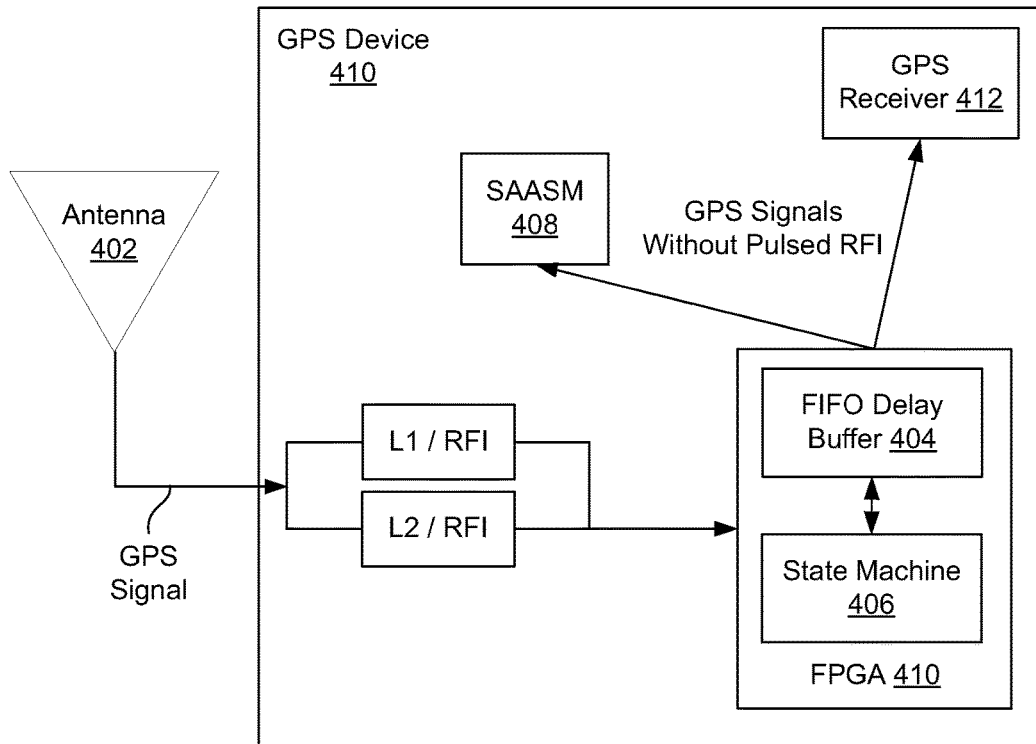 GPS Device
410
GPS
Receiver 412
SAASM
408
GPS Signals
Without Pulsed RFI
Antenna
402
FIFO Delay
Buffer 404
L1 / RFI
L2 / RFI
GPS
Signal
State Machine
406
FPGA 410